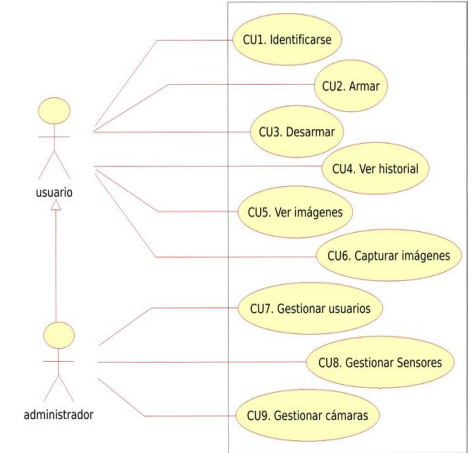 CU1. Identificarse
CU2. Armar
CU3. Desarmar
CU4. Ver historial
usuario
CU5. Ver imágenes
CU6. Capturar imágenes
CU7. Gestionar usuarios
CU8. Gestionar Sensores
administrador
CU9. Gestionar cámaras